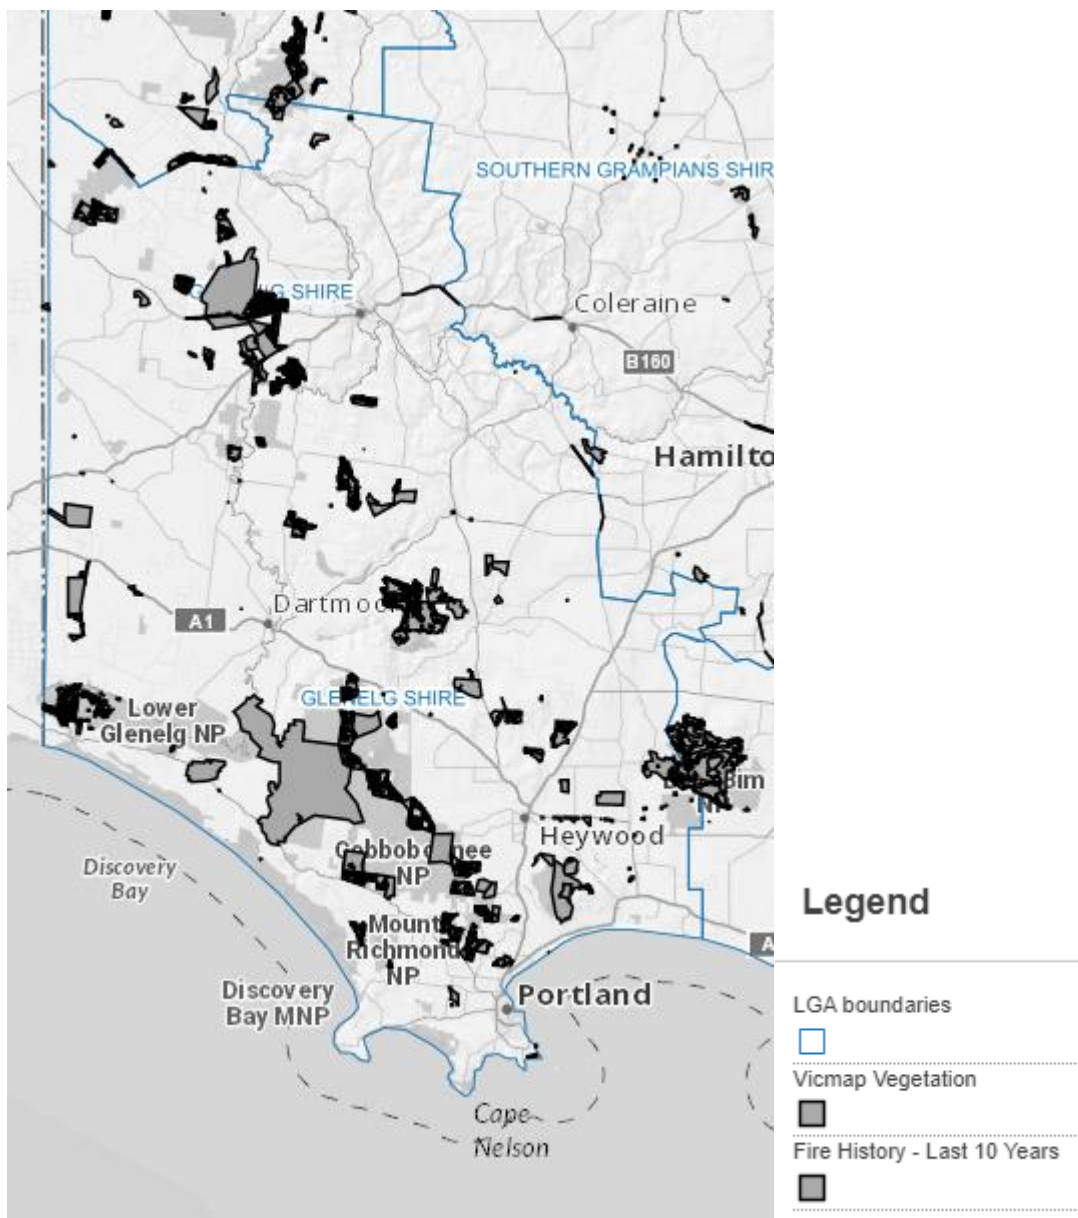 SOUTHERN GRAMPIANS SHIR
SHIRE
Coleraine
B160
Hamilto
Dartmoo
A1
GLENELG SHIRE
Lower
Glenelg NP
Bim
Heywood
NP
Discovery
Bay
Mount
Richmond
NP
Discovery
Bay MNP
Portland
A
Cape
Nelson
Legend
LGA boundaries
Vicmap Vegetation
Fire History - Last 10 Years